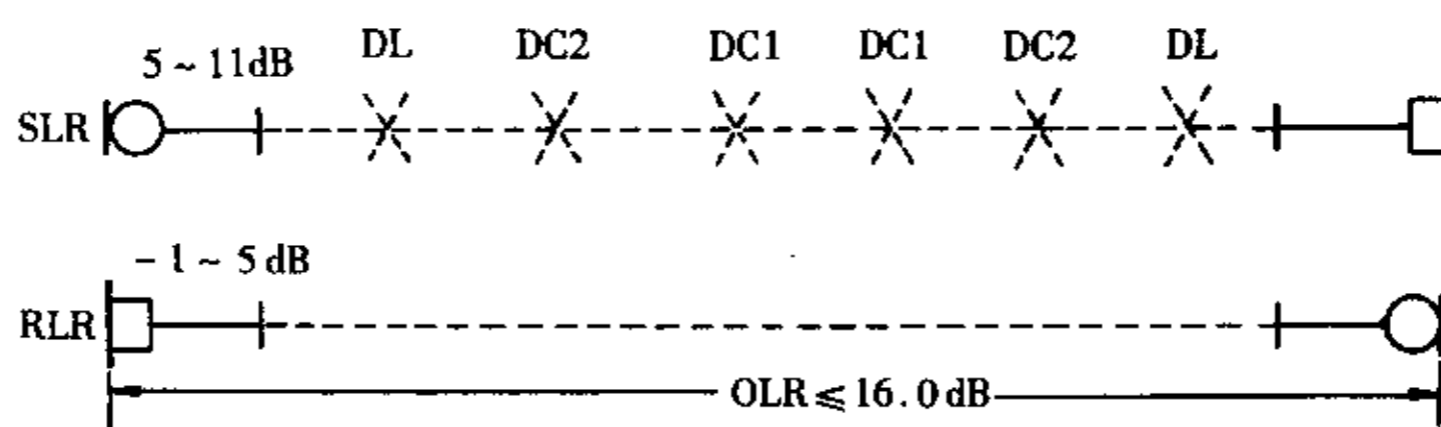 5 ~ 11dB DL DC2 DC1 DC1 DC2 DL
SLR
- 1 ~ 5 dB
RLR
OLR ⩽ 16.0 dB